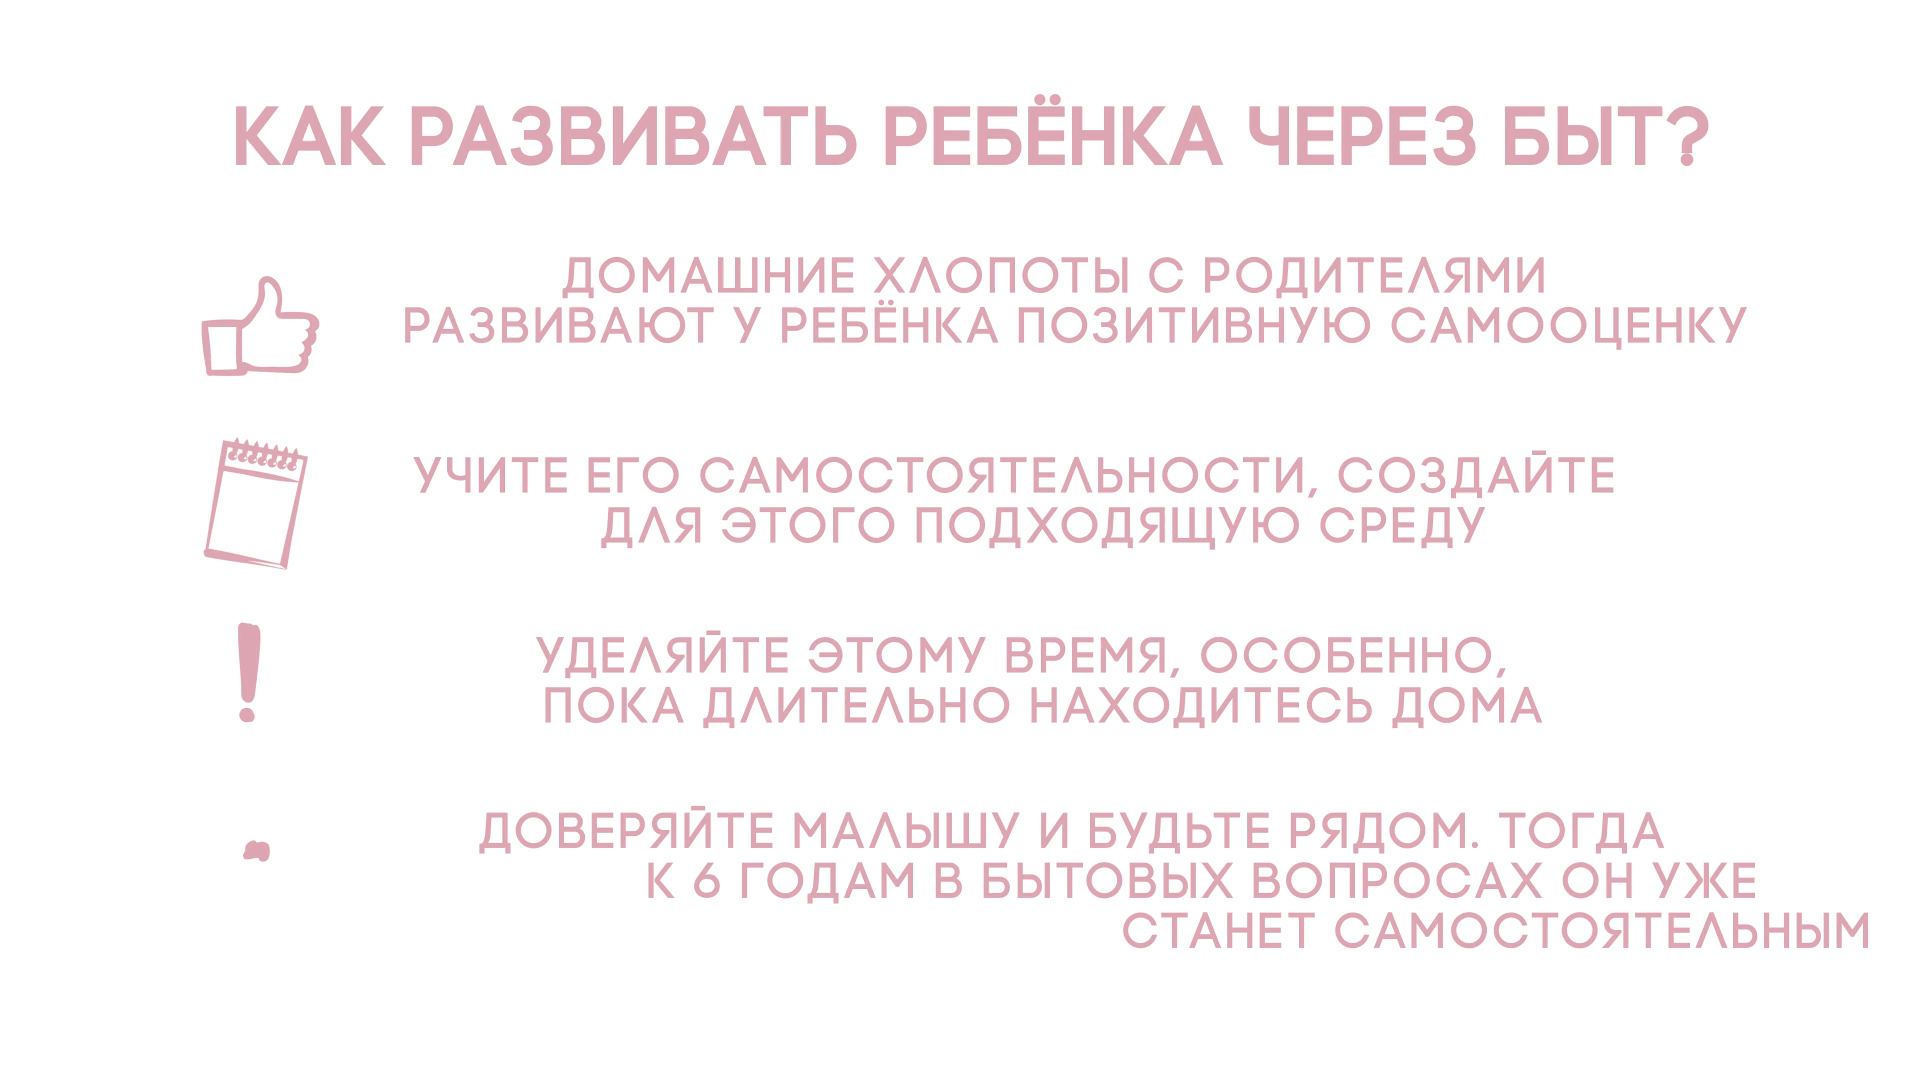 КАК РАЗВИВАТЬ РЕБЁНКА ЧЕРЕЗ БЫТ?
ДОМАШНИЕ ХЛОПОТЫ С РОДИТЕЛЯМИ
РАЗВИВАЮТ У РЕБЁНКА ПОЗИТИВНУЮ САМООЦЕНКУ
УЧИТЕ ЕГО САМОСТОЯТЕЛЬНОСТИ, СОЗДАЙТЕ
ДЛЯ ЭТОГО ПОДХОДЯЩУЮ СРЕДУ
УДЕЛЯЙТЕ ЭТОМУ ВРЕМЯ, ОСОБЕННО,
ПОКА ДЛИТЕЛЬНО НАХОДИТЕСЬ ДОМА
ДОВЕРЯЙТЕ МАЛЫШУ И БУДЬТЕ РЯДОМ. ТОГДА
К 6 ГОДАМ В БЫТОВЫХ ВОПРОСАХ ОН УЖЕ
СТАНЕТ САМОСТОЯТЕЛЬНЫМ